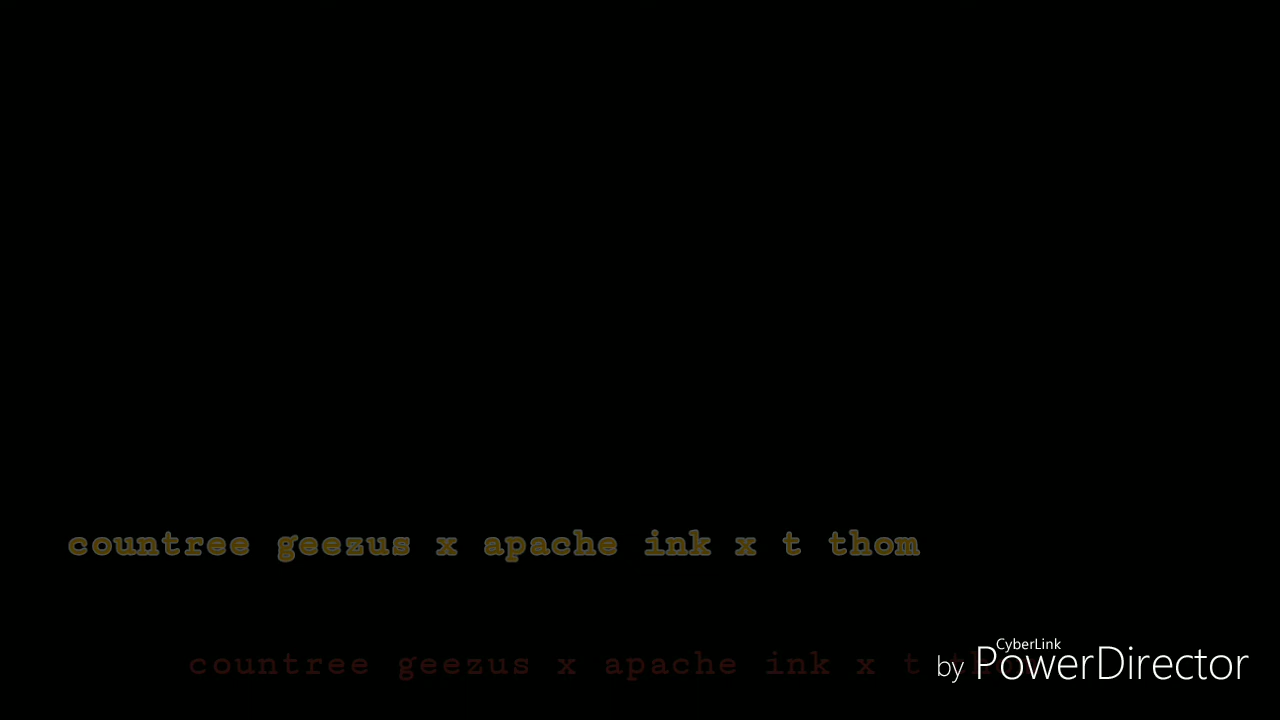 countree geezus x apache ink x t thom
countree geezus x apache ink x t
CyberLink
by PowerDirector